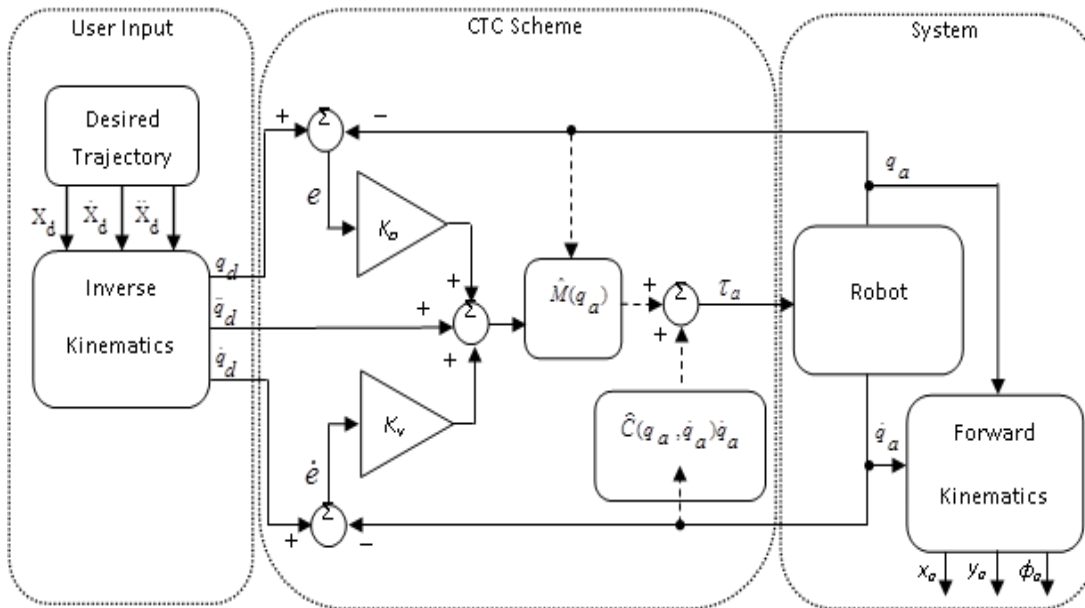 User Input
CTC Scheme
System
Desired
Trajectory
+
Σ
−
e
K_p
q_a
X_d
Ẋ_d
Ẍ_d
Inverse
Kinematics
q_d
q̈_d
q̇_d
+
+
+
Σ
M̂(q_a)
+
Σ
+
τ_a
Robot
K_v
Ĉ(q_a, q̇_a)q̇_a
q̇_a
Forward
Kinematics
ė
+
Σ
−
x_a
y_a
ϕ_a